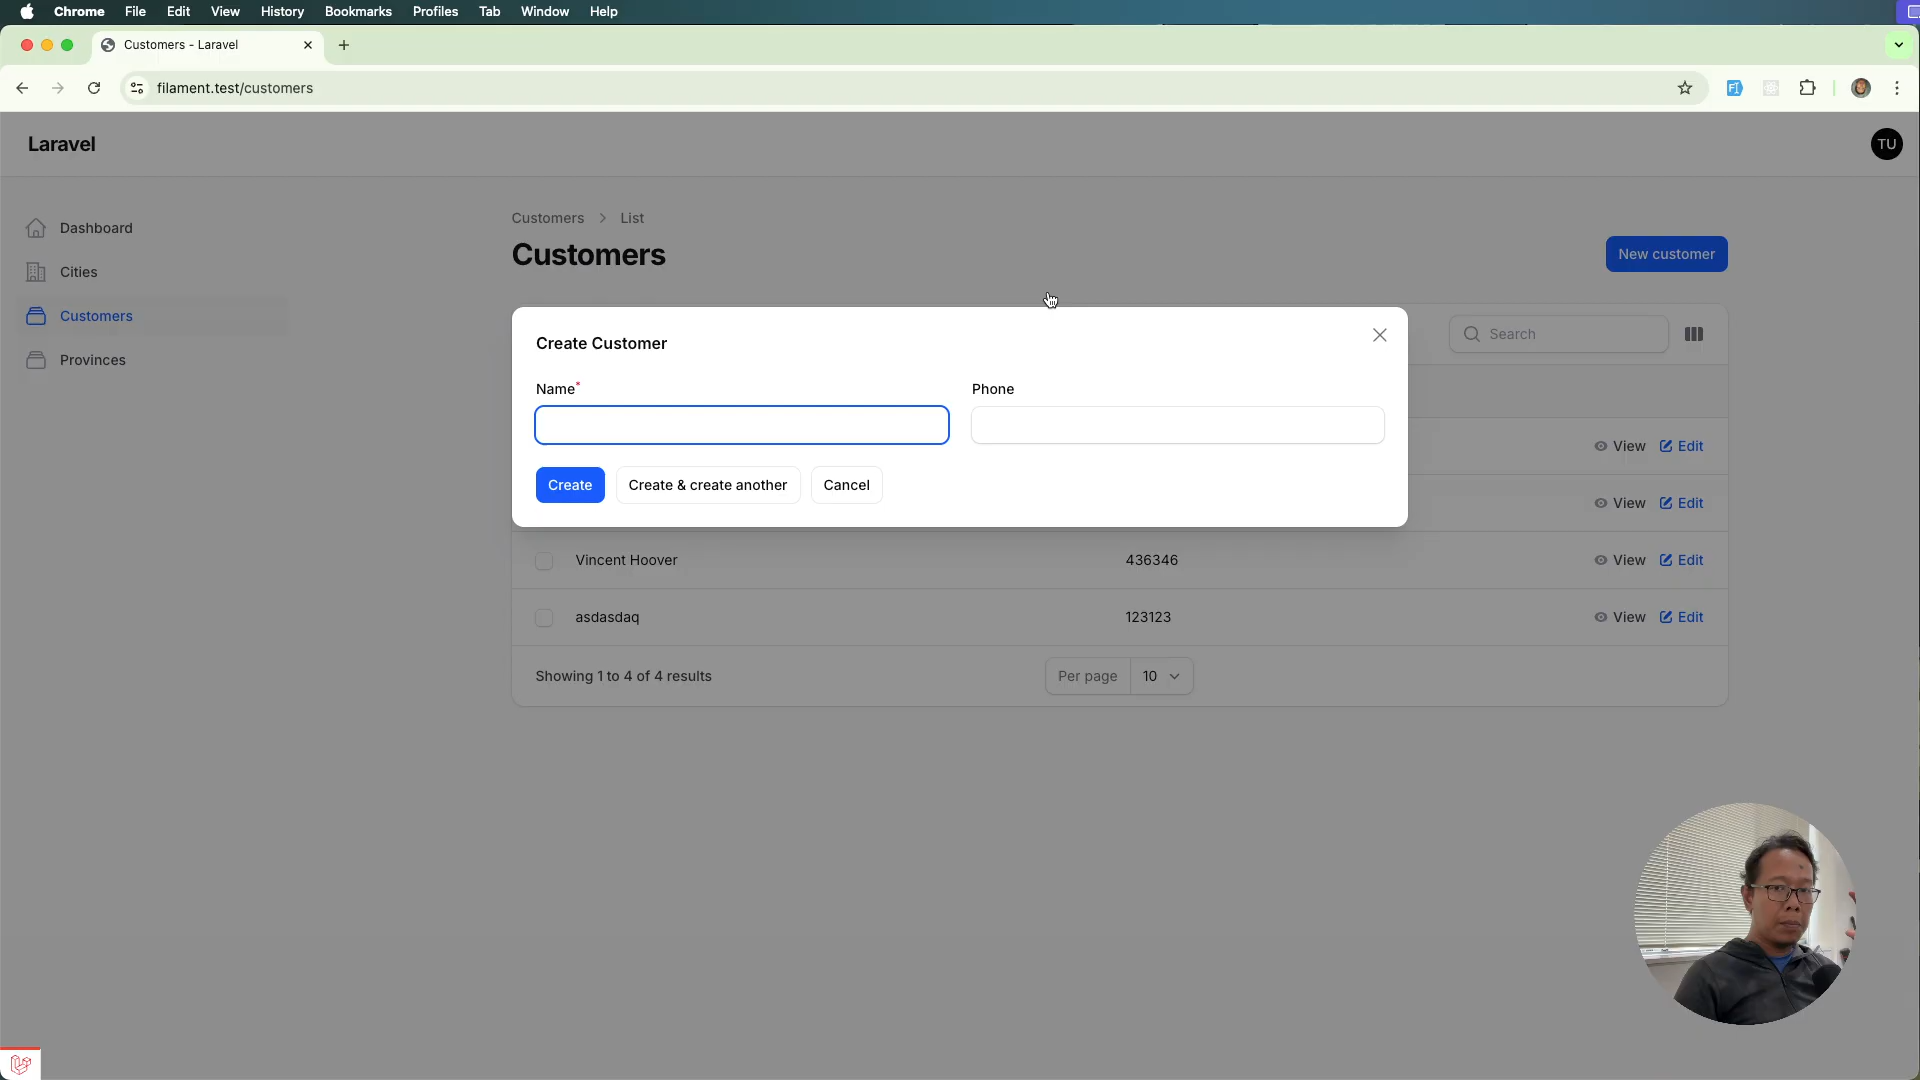 Chrome File Edit View History Bookmarks Profiles Tab Window Help
Customers - Laravel
filament.test/customers
Laravel
TU
Dashboard
Cities
Customers
Provinces
Customers > List
Customers
New customer
Search
Create Customer
Name*
Phone
Create
Create & create another
Cancel
View Edit
View Edit
Vincent Hoover 436346 View Edit
asdasdaq 123123 View Edit
Showing 1 to 4 of 4 results
Per page 10